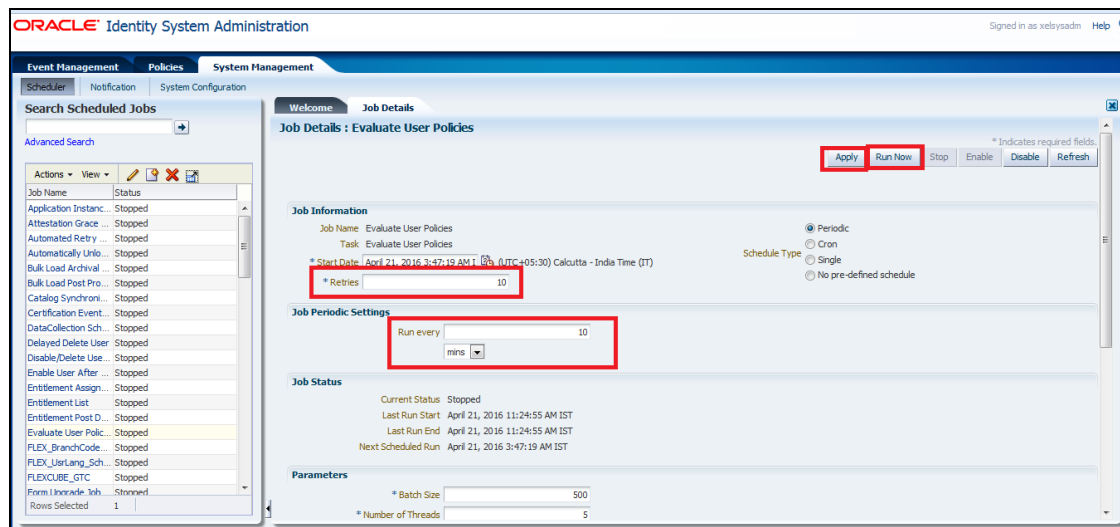 ORACLE Identity System Administration
Signed in as xelsysadm Help
Event Management Policies System Management
Scheduler Notification System Configuration
Search Scheduled Jobs
Advanced Search
Actions View
Job Name Status
Application Instanc... Stopped
Attestation Grace ... Stopped
Automated Retry ... Stopped
Automatically Unlo... Stopped
Bulk Load Archival ... Stopped
Bulk Load Post Pro... Stopped
Catalog Synchroni... Stopped
Certification Event... Stopped
DataCollection Sch... Stopped
Delayed Delete User Stopped
Disable/Delete Use... Stopped
Enable User After ... Stopped
Entitlement Assign... Stopped
Entitlement List Stopped
Entitlement Post D... Stopped
Evaluate User Polic... Stopped
FLEX_BranchCode... Stopped
FLEX_UsrLang_Sch... Stopped
FLEXCUBE_GTC Stopped
Form Upgrade Job Stopped
Rows Selected 1
Welcome Job Details
Job Details : Evaluate User Policies
* Indicates required fields.
Apply Run Now Stop Enable Disable Refresh
Job Information
Job Name Evaluate User Policies
Task Evaluate User Policies
* Start Date April 21, 2016 3:47:19 AM I (UTC+05:30) Calcutta - India Time (IT)
* Retries 10
Schedule Type Periodic
Cron
Single
No pre-defined schedule
Job Periodic Settings
Run every 10
mins
Job Status
Current Status Stopped
Last Run Start April 21, 2016 11:24:55 AM IST
Last Run End April 21, 2016 11:24:55 AM IST
Next Scheduled Run April 21, 2016 3:47:19 AM IST
Parameters
* Batch Size 500
* Number of Threads 5